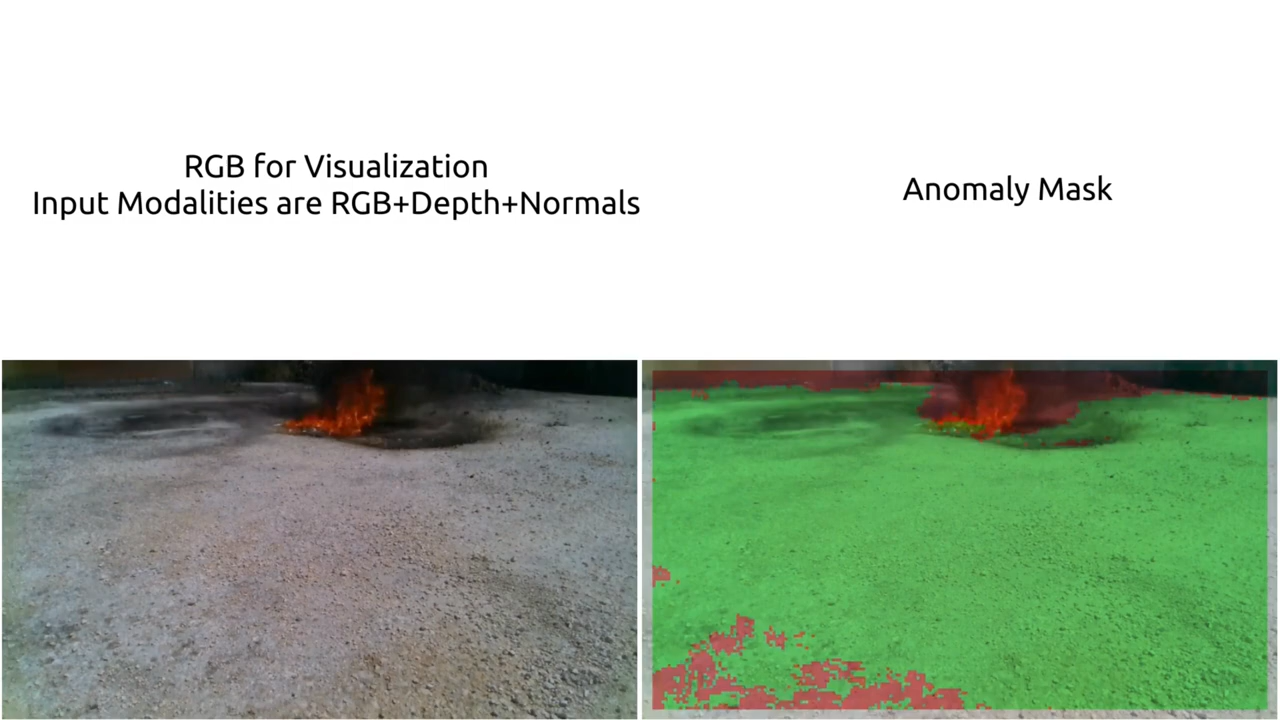 RGB for Visualization
Input Modalities are RGB+Depth+Normals
Anomaly Mask